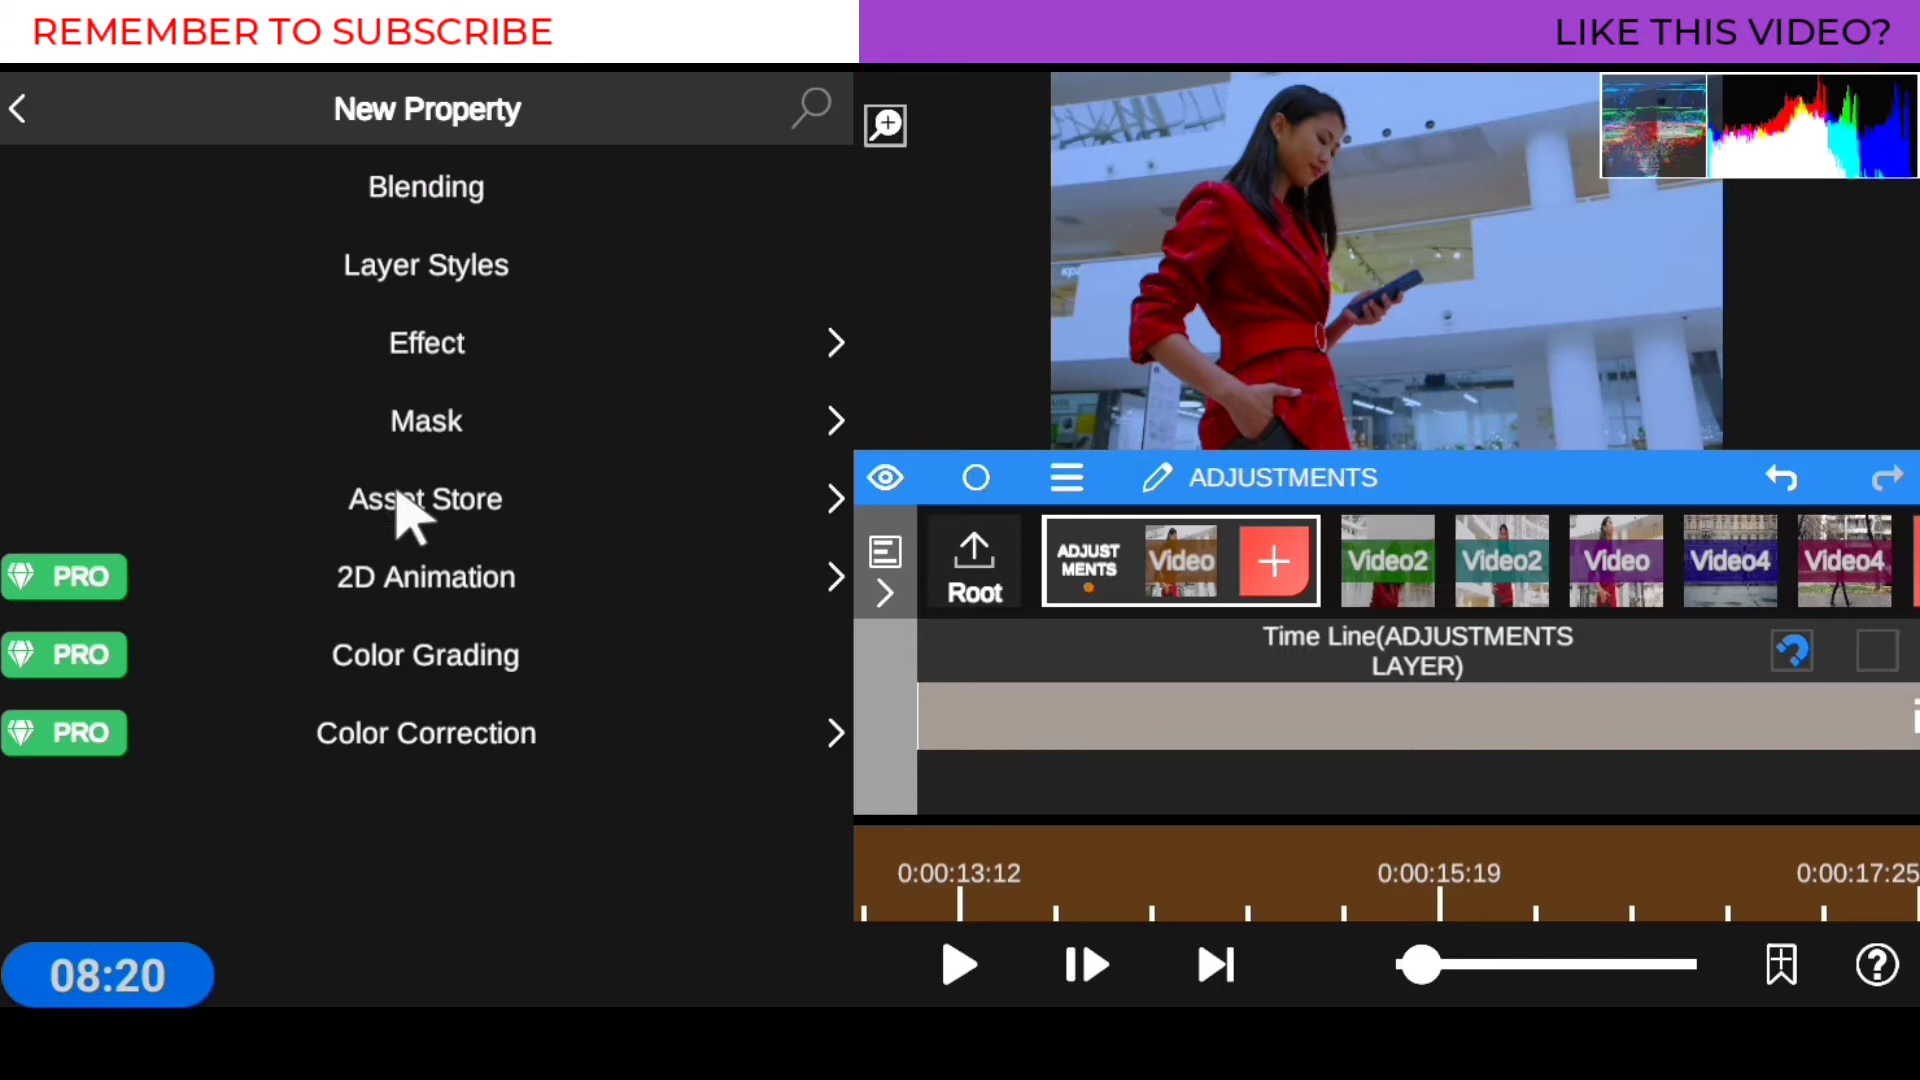 REMEMBER TO SUBSCRIBE
LIKE THIS VIDEO?
New Property
Blending
Layer Styles
Effect
Mask
Asset Store
PRO 2D Animation
PRO Color Grading
PRO Color Correction
08:20
ADJUSTMENTS
Root
ADJUST
MENTS
Video
Video2
Video2
Video
Video4
Video4
Time Line(ADJUSTMENTS
LAYER)
0:00:13:12
0:00:15:19
0:00:17:25